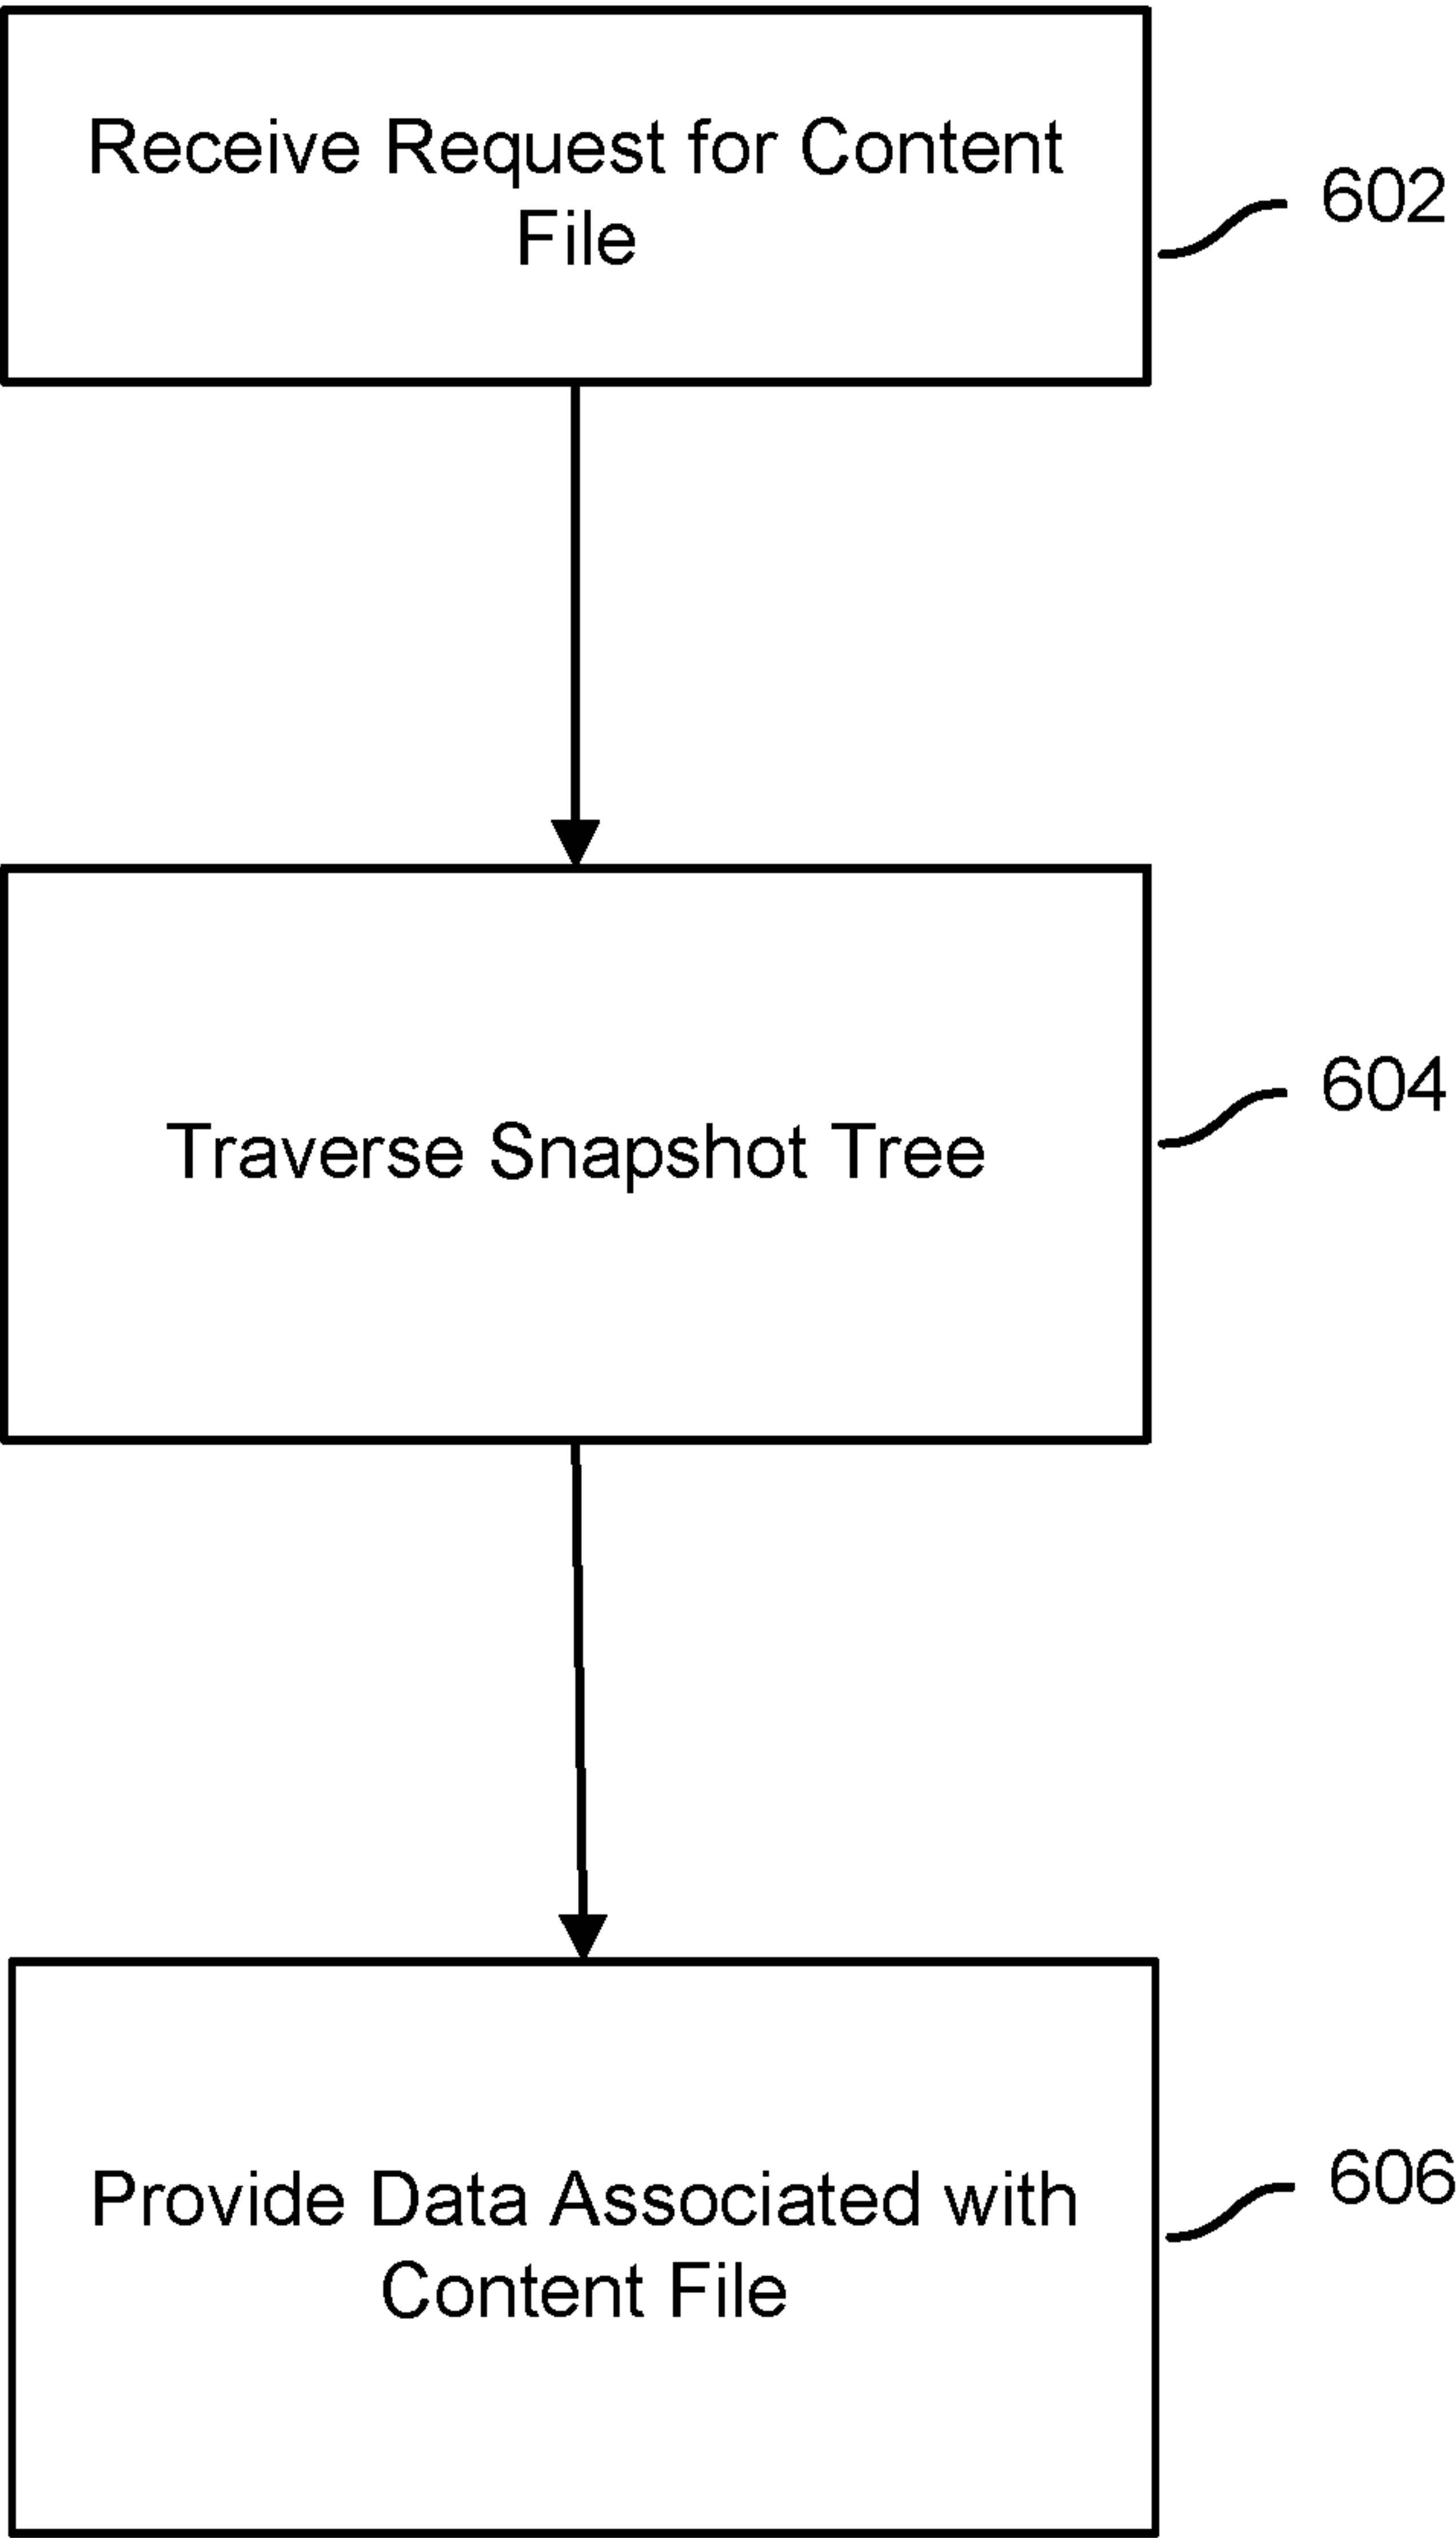 Receive Request for Content
File
602
Traverse Snapshot Tree
604
Provide Data Associated with
Content File
606